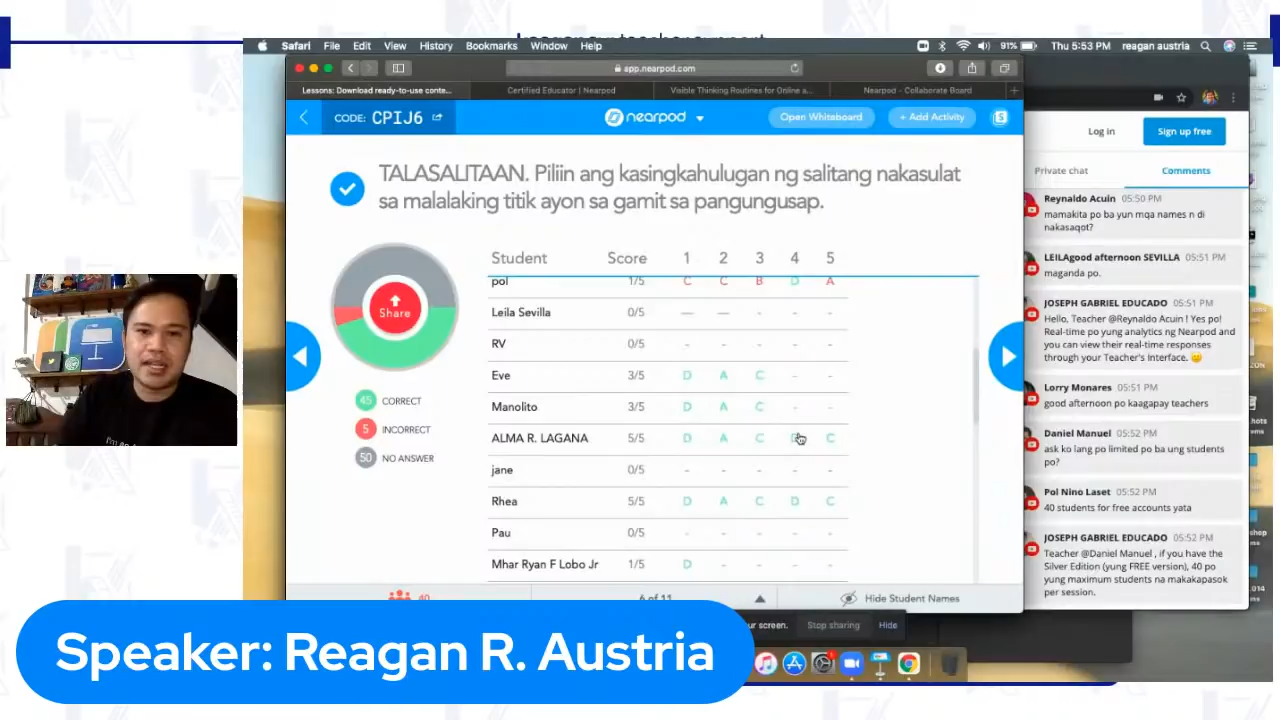 Safari File Edit View History Bookmarks Window Help
91% Thu 5:53 PM reagan austria
app.nearpod.com
Lessons: Download ready-to-use conte...
Certified Educator | Nearpod
Visible Thinking Routines for Online a...
Nearpod - Collaborate Board
CODE: CPIJ6
nearpod
Open Whiteboard
+ Add Activity
TALASALITAAN. Piliin ang kasingkahulugan ng salitang nakasulat
sa malalaking titik ayon sa gamit sa pangungusap.
Share
45 CORRECT
5 INCORRECT
50 NO ANSWER
Student Score 1 2 3 4 5
pol 1/5 C C B D A
Leila Sevilla 0/5 — — - - -
RV 0/5 - - - - -
Eve 3/5 D A C - -
Manolito 3/5 D A C - -
ALMA R. LAGANA 5/5 D A C D C
jane 0/5 - - - - -
Rhea 5/5 D A C D C
Pau 0/5 - - - - -
Mhar Ryan F Lobo Jr 1/5 D - - - -
40
6 of 11
Hide Student Names
Log in
Sign up free
Private chat
Comments
Reynaldo Acuin 05:50 PM
mamakita po ba yun mqa names n di
nakasaqot?
LEILAgood afternoon SEVILLA 05:51 PM
maganda po.
JOSEPH GABRIEL EDUCADO 05:51 PM
Hello, Teacher @Reynaldo Acuin ! Yes po!
Real-time po yung analytics ng Nearpod and
you can view their real-time responses
through your Teacher's Interface.
Lorry Monares 05:51 PM
good afternoon po kaagapay teachers
Daniel Manuel 05:52 PM
ask ko lang po limited po ba ung students
po?
Pol Nino Laset 05:52 PM
40 students for free accounts yata
JOSEPH GABRIEL EDUCADO 05:52 PM
Teacher @Daniel Manuel , if you have the
Silver Edition (yung FREE version), 40 po
yung maximum students na makakapasok
per session.
ur screen.
Stop sharing
Hide
Speaker: Reagan R. Austria